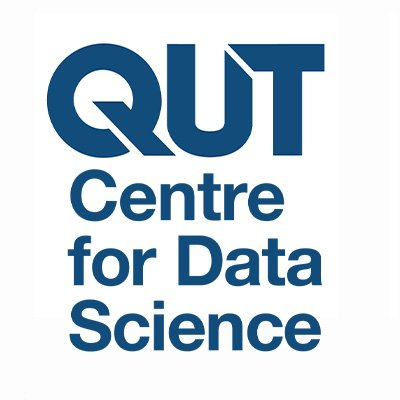 QUT
Centre
for Data
Science